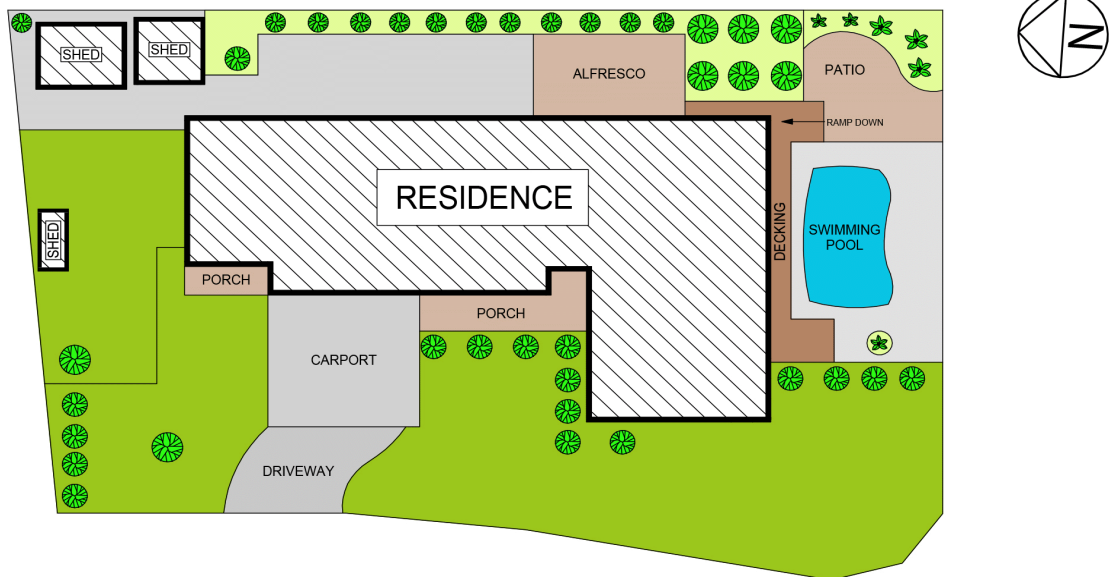 SHED
SHED
ALFRESCO
PATIO
N
RAMP DOWN
RESIDENCE
SHED
DECKING
SWIMMING
POOL
PORCH
PORCH
CARPORT
DRIVEWAY